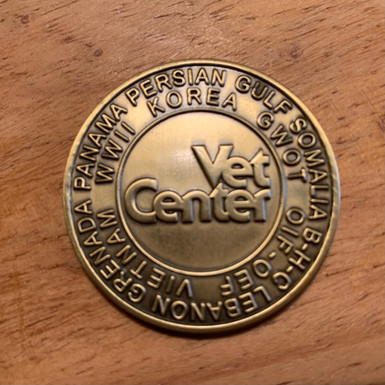 GRENADA PANAMA PERSIAN GULF SOMALIA B-H-C LEBANON
WWII KOREA GWOT OIF-OEF VIETNAM
Vet
Center